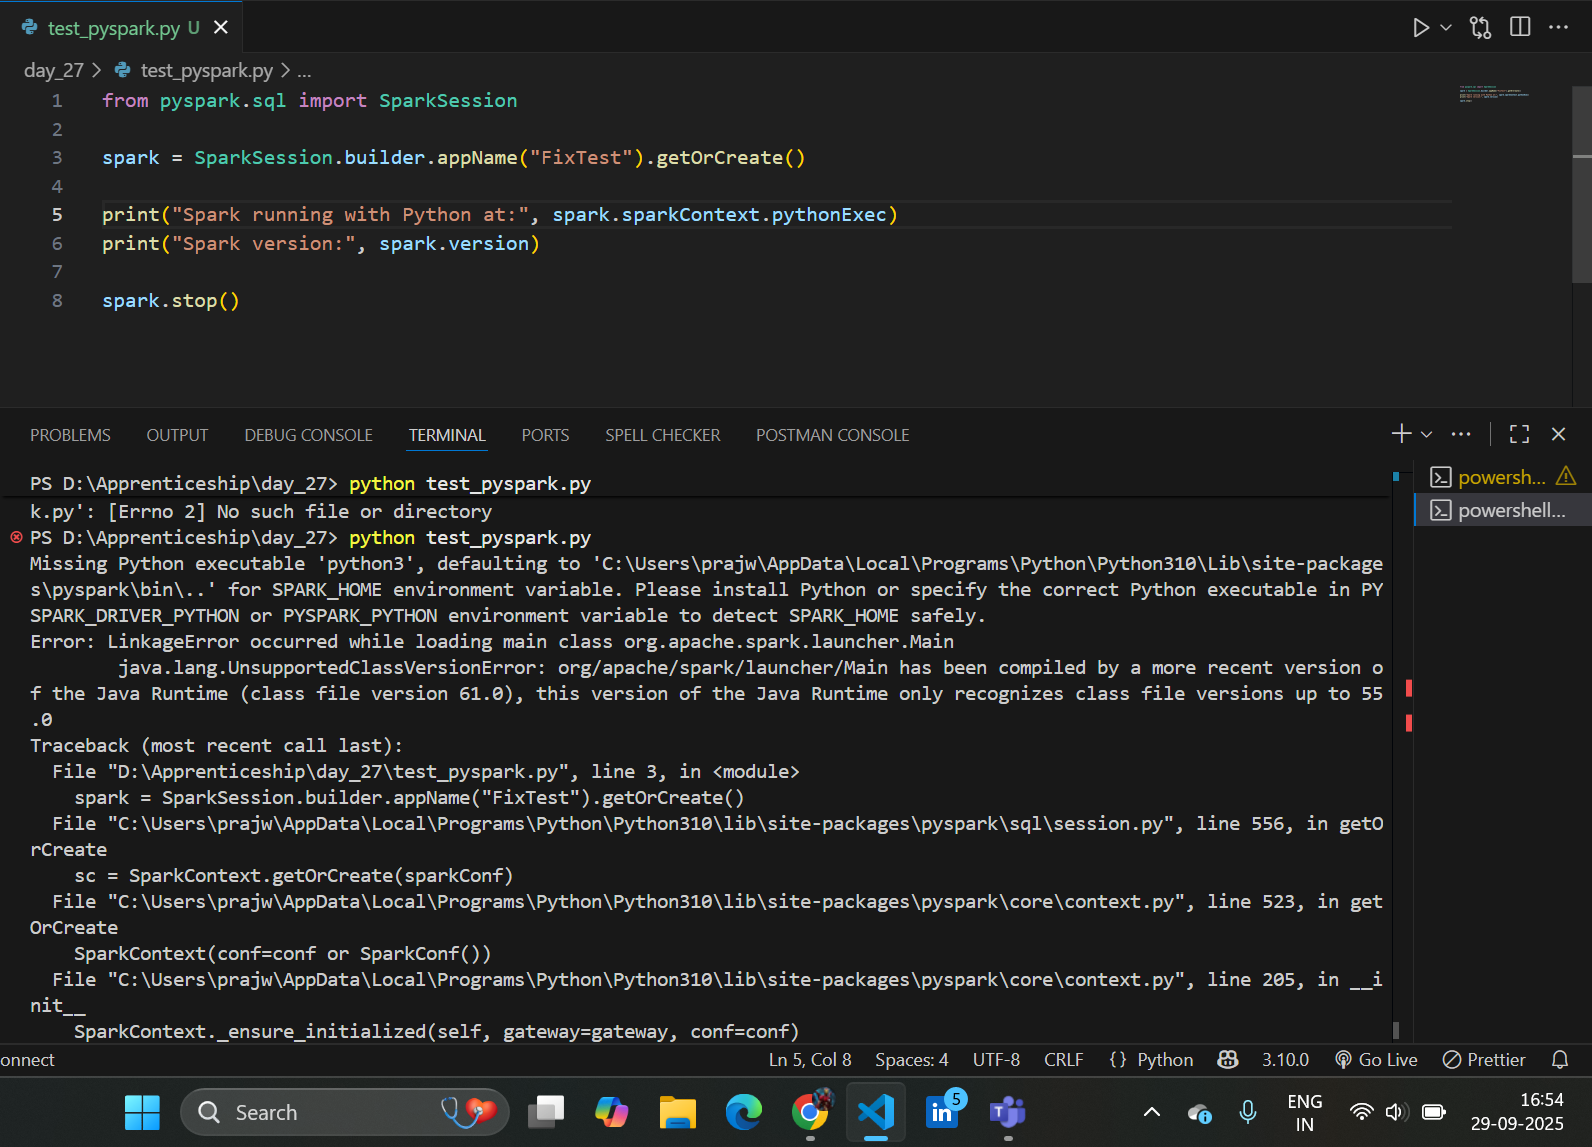 test_pyspark.py U
day_27 > test_pyspark.py > ...
1 from pyspark.sql import SparkSession
2
3 spark = SparkSession.builder.appName("FixTest").getOrCreate()
4
5 print("Spark running with Python at:", spark.sparkContext.pythonExec)
6 print("Spark version:", spark.version)
7
8 spark.stop()
PROBLEMS OUTPUT DEBUG CONSOLE TERMINAL PORTS SPELL CHECKER POSTMAN CONSOLE
powersh...
powershell...
PS D:\Apprenticeship\day_27> python test_pyspark.py
k.py': [Errno 2] No such file or directory
PS D:\Apprenticeship\day_27> python test_pyspark.py
Missing Python executable 'python3', defaulting to 'C:\Users\prajw\AppData\Local\Programs\Python\Python310\Lib\site-package
s\pyspark\bin\..' for SPARK_HOME environment variable. Please install Python or specify the correct Python executable in PY
SPARK_DRIVER_PYTHON or PYSPARK_PYTHON environment variable to detect SPARK_HOME safely.
Error: LinkageError occurred while loading main class org.apache.spark.launcher.Main
java.lang.UnsupportedClassVersionError: org/apache/spark/launcher/Main has been compiled by a more recent version o
f the Java Runtime (class file version 61.0), this version of the Java Runtime only recognizes class file versions up to 55
.0
Traceback (most recent call last):
File "D:\Apprenticeship\day_27\test_pyspark.py", line 3, in <module>
spark = SparkSession.builder.appName("FixTest").getOrCreate()
File "C:\Users\prajw\AppData\Local\Programs\Python\Python310\lib\site-packages\pyspark\sql\session.py", line 556, in getO
rCreate
sc = SparkContext.getOrCreate(sparkConf)
File "C:\Users\prajw\AppData\Local\Programs\Python\Python310\lib\site-packages\pyspark\core\context.py", line 523, in get
OrCreate
SparkContext(conf=conf or SparkConf())
File "C:\Users\prajw\AppData\Local\Programs\Python\Python310\lib\site-packages\pyspark\core\context.py", line 205, in __i
nit__
SparkContext._ensure_initialized(self, gateway=gateway, conf=conf)
onnect Ln 5, Col 8 Spaces: 4 UTF-8 CRLF {} Python 3.10.0 Go Live Prettier
Search
in 5
ENG
IN
16:54
29-09-2025